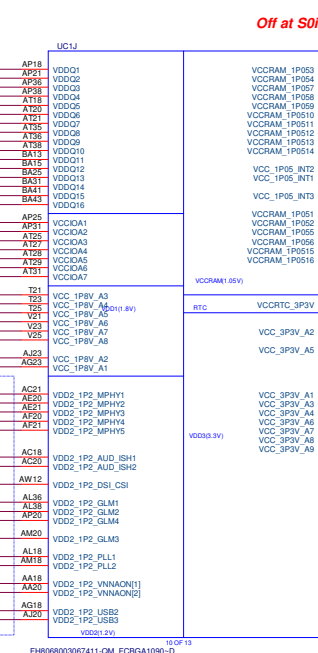 Off at S0i
UC1J
AP18 VDDQ1 VCCRAM_1P053
AP21 VDDQ2 VCCRAM_1P054
AP36 VDDQ3 VCCRAM_1P057
AP38 VDDQ4 VCCRAM_1P058
AT18 VDDQ5 VCCRAM_1P059
AT20 VDDQ6 VCCRAM_1P0510
AT21 VDDQ7 VCCRAM_1P0511
AT35 VDDQ8 VCCRAM_1P0512
AT36 VDDQ9 VCCRAM_1P0513
AT38 VDDQ10 VCCRAM_1P0514
BA13 VDDQ11
BA15 VDDQ12 VCC_1P05_INT2
BA25 VDDQ13 VCC_1P05_INT1
BA31 VDDQ14
BA41 VDDQ15 VCC_1P05_INT3
BA43 VDDQ16
VCCRAM_1P051
AP25 VCCIOA1 VCCRAM_1P052
AP31 VCCIOA2 VCCRAM_1P055
AT25 VCCIOA3 VCCRAM_1P056
AT27 VCCIOA4 VCCRAM_1P0515
AT28 VCCIOA5 VCCRAM_1P0516
AT29 VCCIOA6
AT31 VCCIOA7
VCCRAM(1.05V)
T21 VCC_1P8V_A3
T23 VCC_1P8V_A4 RTC VCCRTC_3P3V
T25 VCC_1P8V_A5 VDD1(1.8V)
V21 VCC_1P8V_A6
V23 VCC_1P8V_A7 VCC_3P3V_A2
V25 VCC_1P8V_A8
VCC_3P3V_A5
AJ23 VCC_1P8V_A2
AG23 VCC_1P8V_A1
AC21 VDD2_1P2_MPHY1 VCC_3P3V_A1
AE20 VDD2_1P2_MPHY2 VCC_3P3V_A3
AE21 VDD2_1P2_MPHY3 VCC_3P3V_A4
AF20 VDD2_1P2_MPHY4 VCC_3P3V_A6
AF21 VDD2_1P2_MPHY5 VCC_3P3V_A7
VDD3(3.3V) VCC_3P3V_A8
VCC_3P3V_A9
AC18 VDD2_1P2_AUD_ISH1
AC20 VDD2_1P2_AUD_ISH2
AW12 VDD2_1P2_DSI_CSI
AL36 VDD2_1P2_GLM1
AL38 VDD2_1P2_GLM2
AP20 VDD2_1P2_GLM4
AM20 VDD2_1P2_GLM3
AL18 VDD2_1P2_PLL1
AM18 VDD2_1P2_PLL2
AA18 VDD2_1P2_VNNAON[1]
AA20 VDD2_1P2_VNNAON[2]
AG18 VDD2_1P2_USB2
AJ20 VDD2_1P2_USB3
VDD2(1.2V)
10 OF 13
FH8068003067411-QM_FCBGA1090~D